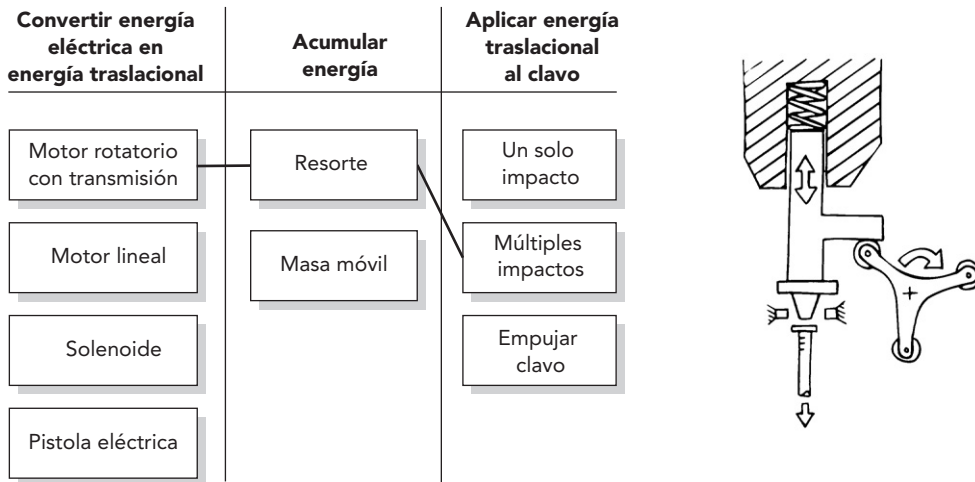 Convertir energía
eléctrica en
energía traslacional
Acumular
energía
Aplicar energía
traslacional
al clavo
Motor rotatorio
con transmisión
Resorte
Un solo
impacto
Motor lineal
Masa móvil
Múltiples
impactos
Solenoide
Empujar
clavo
Pistola eléctrica